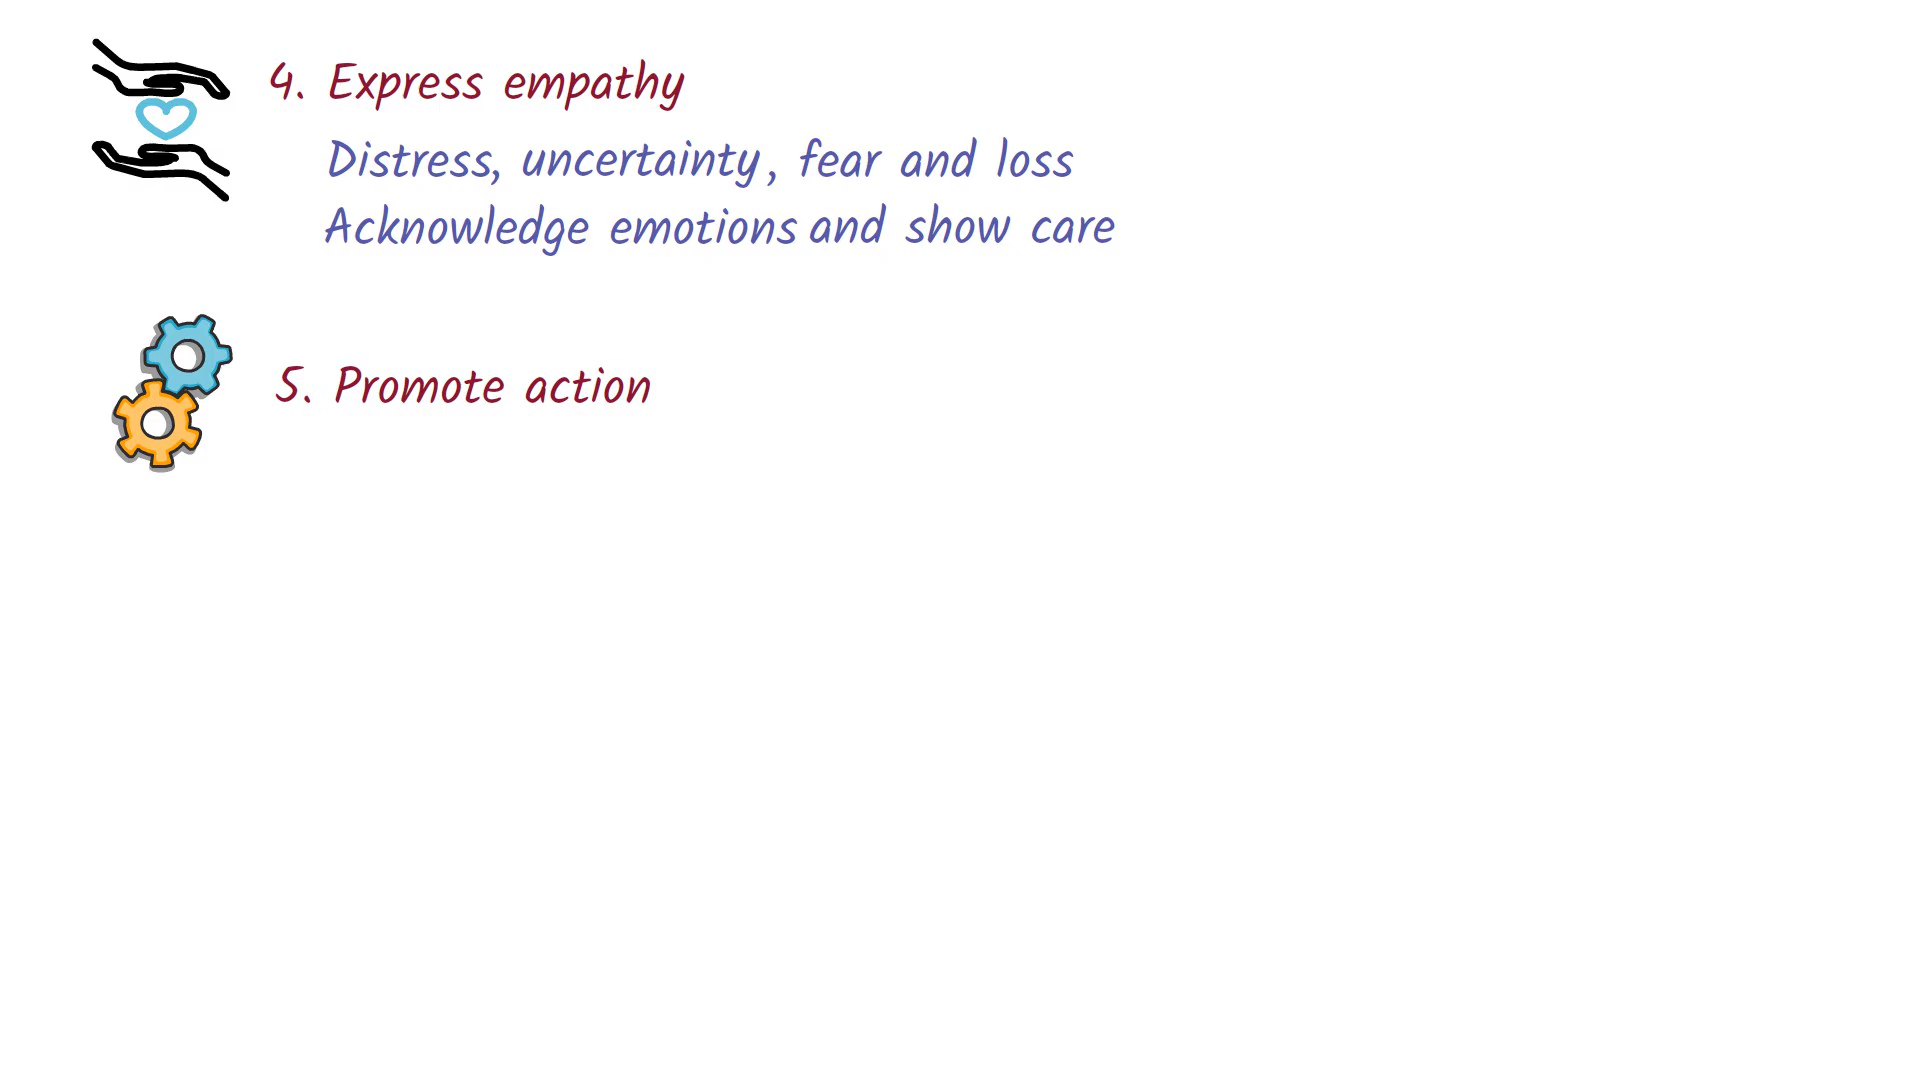 4. Express empathy
Distress, uncertainty, fear and loss
Acknowledge emotions and show care
5. Promote action